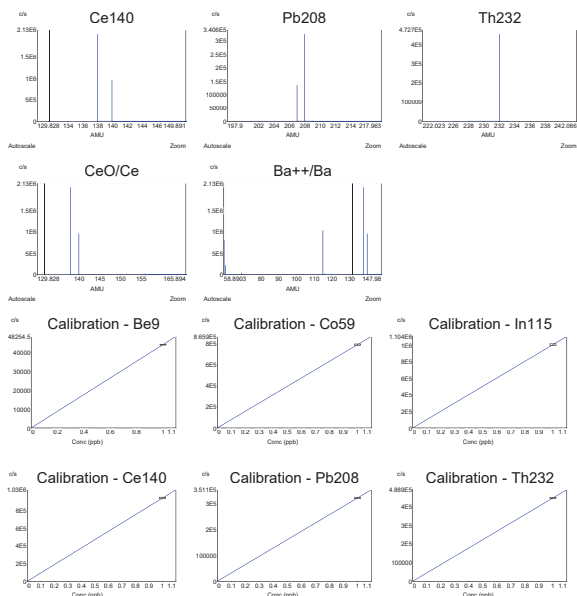 Ce140
c/s
2.13E6
1.5E6
1E6
5E5
0
129.828 134 136 138 140 142 144 146 149.891
AMU
Autoscale Zoom
Pb208
c/s
3.406E5
3E5
2.5E5
2E5
1.5E5
100000
50000
0
197.9 202 204 206 208 210 212 214 217.963
AMU
Autoscale Zoom
Th232
c/s
4.727E5
4E5
3E5
2E5
100000
0
222.023 226 228 230 232 234 236 238 242.086
AMU
Autoscale Zoom
CeO/Ce
c/s
2.13E6
1.5E6
1E6
5E5
0
129.828 140 145 150 155 165.894
AMU
Autoscale Zoom
Ba++/Ba
c/s
2.13E6
1.5E6
1E6
5E5
0
58.8903 80 90 100 110 120 130 147.98
AMU
Autoscale Zoom
Calibration - Be9
c/s
48254.5
40000
30000
20000
10000
0
0 0.2 0.4 0.6 0.8 1 1.1
Conc (ppb)
Calibration - Co59
c/s
8.659E5
8E5
6E5
4E5
2E5
0
0 0.1 0.2 0.3 0.4 0.5 0.6 0.7 0.8 0.9 1 1.1
Conc (ppb)
Calibration - In115
c/s
1.104E6
1E6
8E5
6E5
4E5
2E5
0
0 0.1 0.2 0.3 0.4 0.5 0.6 0.7 0.8 0.9 1 1.1
Conc (ppb)
Calibration - Ce140
c/s
1.03E6
8E5
6E5
4E5
2E5
0
0 0.1 0.2 0.3 0.4 0.5 0.6 0.7 0.8 0.9 1 1.1
Conc (ppb)
Calibration - Pb208
c/s
3.511E5
3E5
2E5
100000
0
0 0.1 0.2 0.3 0.4 0.5 0.6 0.7 0.8 0.9 1 1.1
Conc (ppb)
Calibration - Th232
c/s
4.889E5
4E5
3E5
2E5
100000
0
0 0.1 0.2 0.3 0.4 0.5 0.6 0.7 0.8 0.9 1 1.1
Conc (ppb)